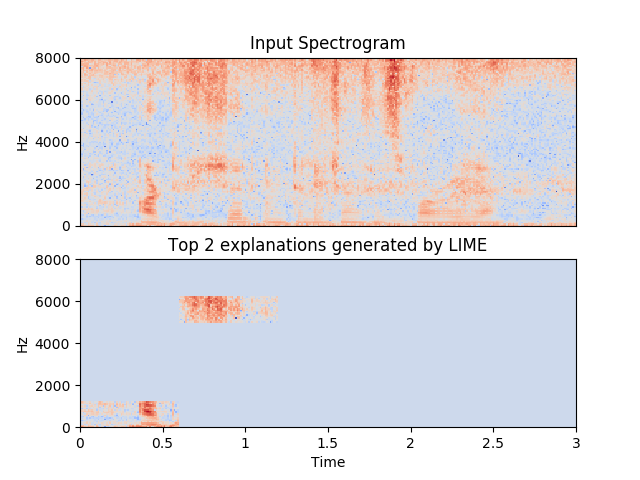 Input Spectrogram
8000
6000
4000
2000
0
Hz
Top 2 explanations generated by LIME
8000
6000
4000
2000
0
Hz
0 0.5 1 1.5 2 2.5 3
Time